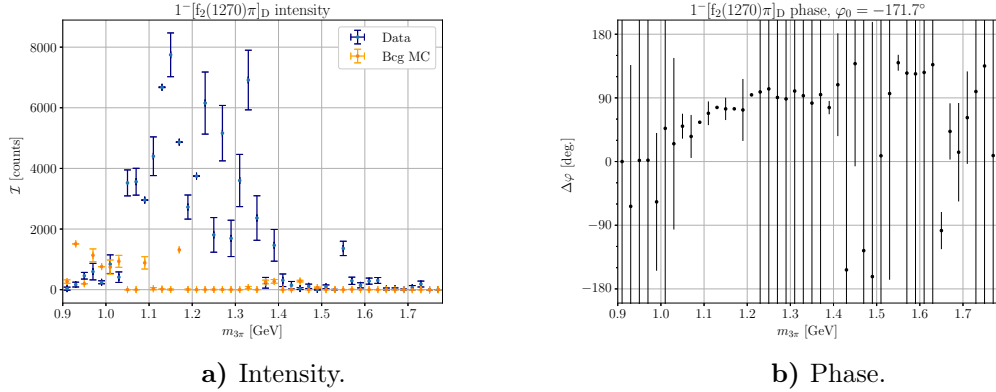 1⁻[f₂(1270)π]_D intensity
Data
Bcg MC
8000
6000
4000
2000
0
ℐ [counts]
0.9 1.0 1.1 1.2 1.3 1.4 1.5 1.6 1.7
m₃π [GeV]
a) Intensity.
1⁻[f₂(1270)π]_D phase, φ₀ = −171.7°
180
90
0
−90
−180
Δφ [deg.]
0.9 1.0 1.1 1.2 1.3 1.4 1.5 1.6 1.7
m₃π [GeV]
b) Phase.